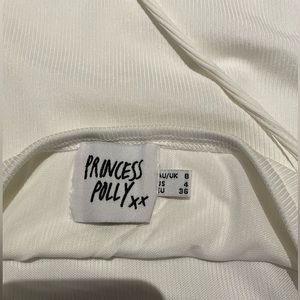 PRINCESS
POLLY xx
AU/UK 8
US 4
EU 36